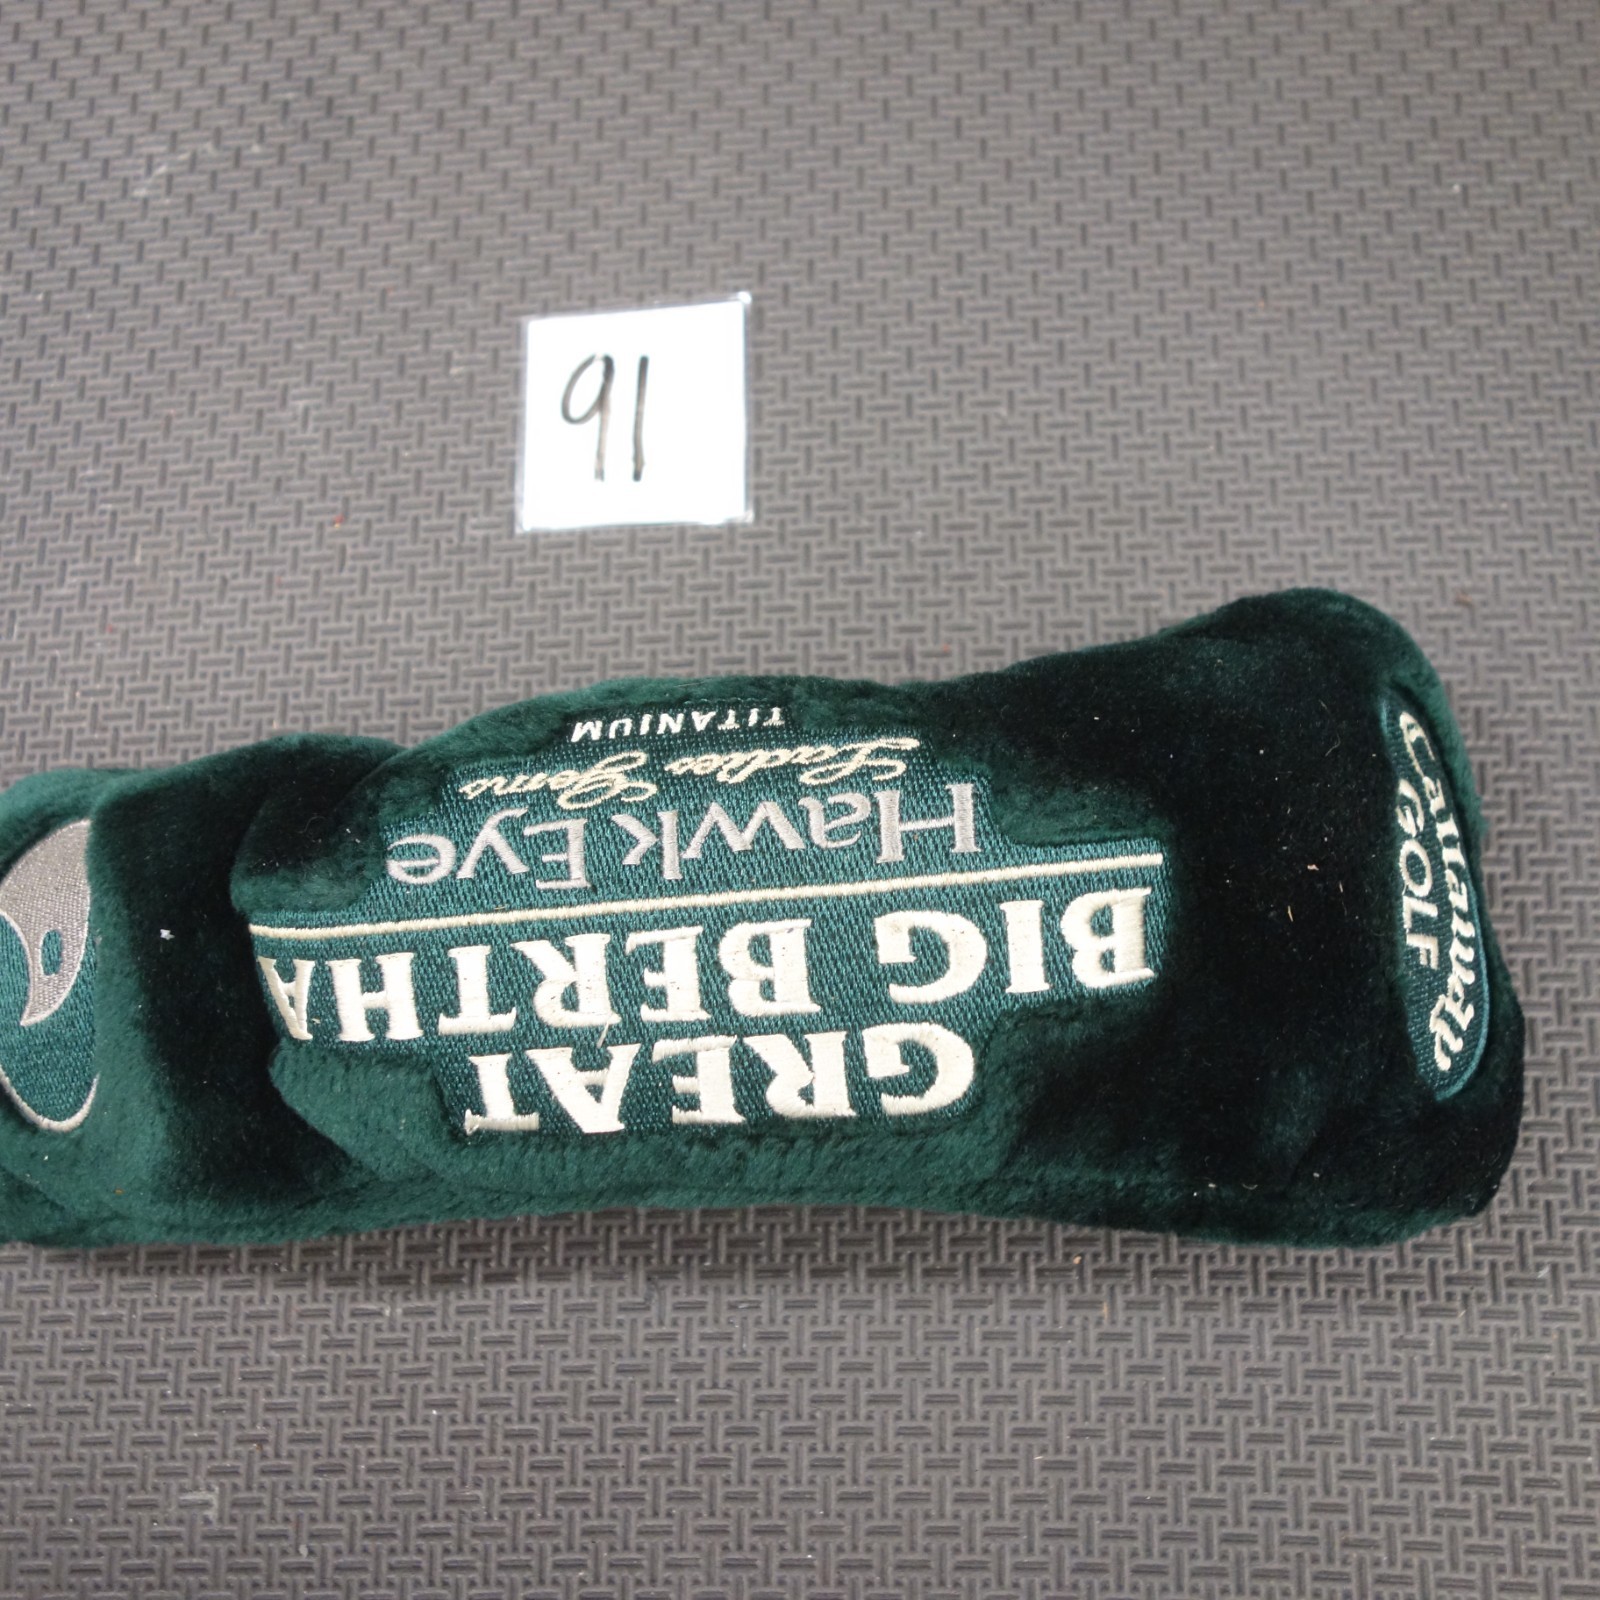 91
GREAT
BIG BERTHA
Hawk Eye
Ladies Gems
TITANIUM
Callaway
GOLF